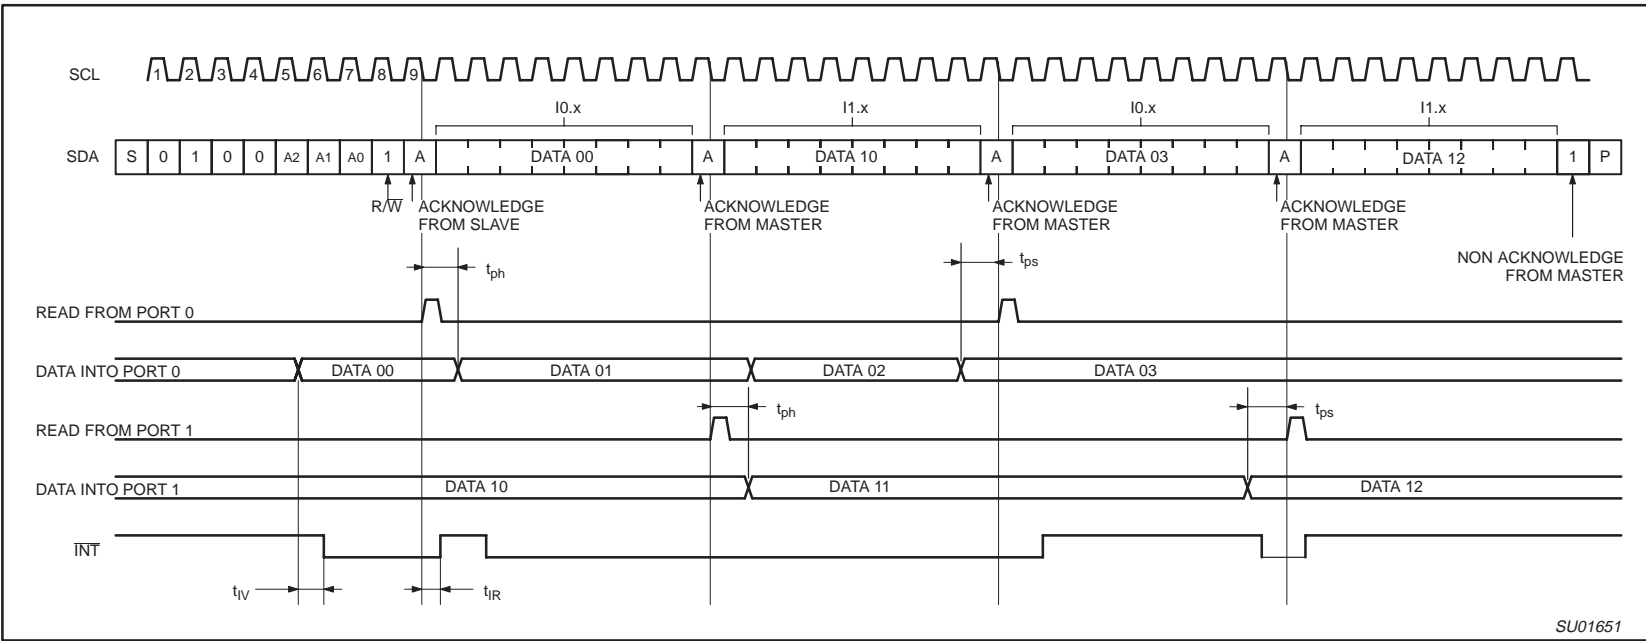 SCL 1 2 3 4 5 6 7 8 9
I0.x I1.x I0.x I1.x
SDA S 0 1 0 0 A2 A1 A0 1 A DATA 00 A DATA 10 A DATA 03 A DATA 12 1 P
R/W ACKNOWLEDGE ACKNOWLEDGE ACKNOWLEDGE ACKNOWLEDGE
FROM SLAVE FROM MASTER FROM MASTER FROM MASTER
NON ACKNOWLEDGE
FROM MASTER
tph tps
READ FROM PORT 0
DATA INTO PORT 0 DATA 00 DATA 01 DATA 02 DATA 03
tph tps
READ FROM PORT 1
DATA INTO PORT 1 DATA 10 DATA 11 DATA 12
INT
tIV tIR
SU01651